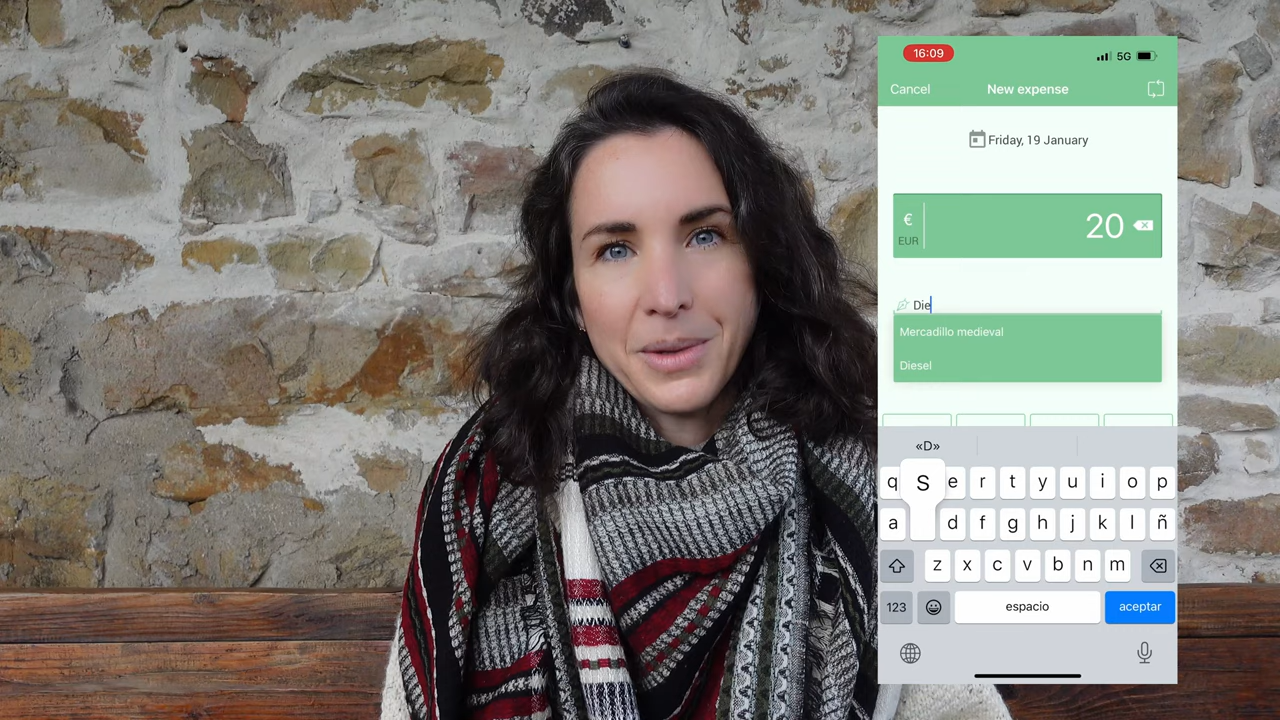 16:09
5G
Cancel
New expense
Friday, 19 January
€
20
EUR
Die
Mercadillo medieval
Diesel
«D»
q S e r t y u i o p
a d f g h j k l ñ
z x c v b n m
123
espacio
aceptar